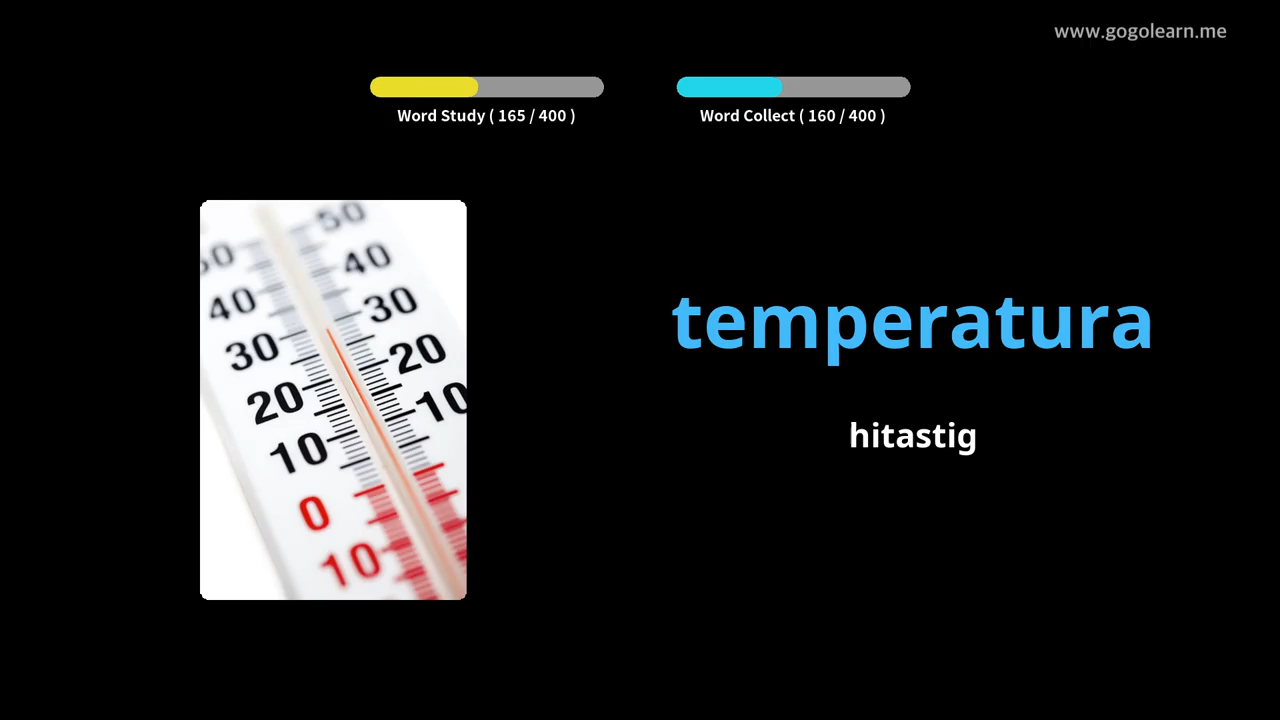 www.gogolearn.me
Word Study ( 165 / 400 )
Word Collect ( 160 / 400 )
50
50
40
40
30
30
20
20
10
10
0
10
temperatura
hitastig